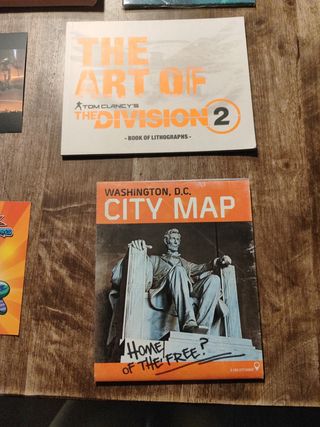 THE
ART OF
TOM CLANCY'S
THE DIVISION 2
- BOOK OF LITHOGRAPHS -
WASHINGTON, D.C.
CITY MAP
HOME
OF THE FREE?